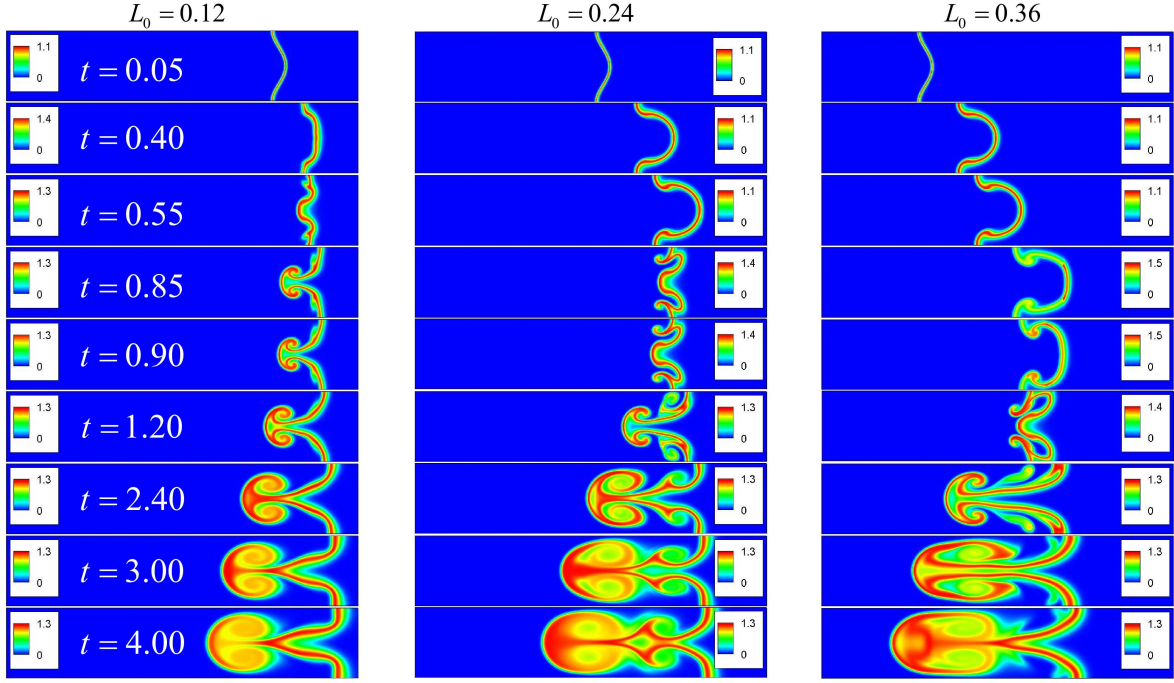 L₀ = 0.12 L₀ = 0.24 L₀ = 0.36
1.1 0 t = 0.05 1.1 0 1.1 0
1.4 0 t = 0.40 1.1 0 1.1 0
1.3 0 t = 0.55 1.1 0 1.1 0
1.3 0 t = 0.85 1.4 0 1.5 0
1.3 0 t = 0.90 1.4 0 1.5 0
1.3 0 t = 1.20 1.3 0 1.4 0
1.3 0 t = 2.40 1.3 0 1.3 0
1.3 0 t = 3.00 1.3 0 1.3 0
1.3 0 t = 4.00 1.3 0 1.3 0